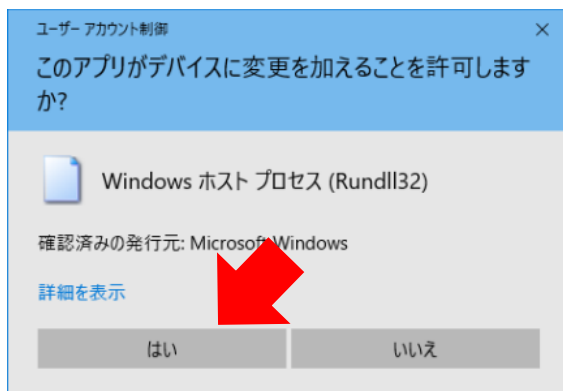 ユーザー アカウント制御
このアプリがデバイスに変更を加えることを許可します
か?
Windows ホスト プロセス (Rundll32)
確認済みの発行元: Microsoft Windows
詳細を表示
はい
いいえ